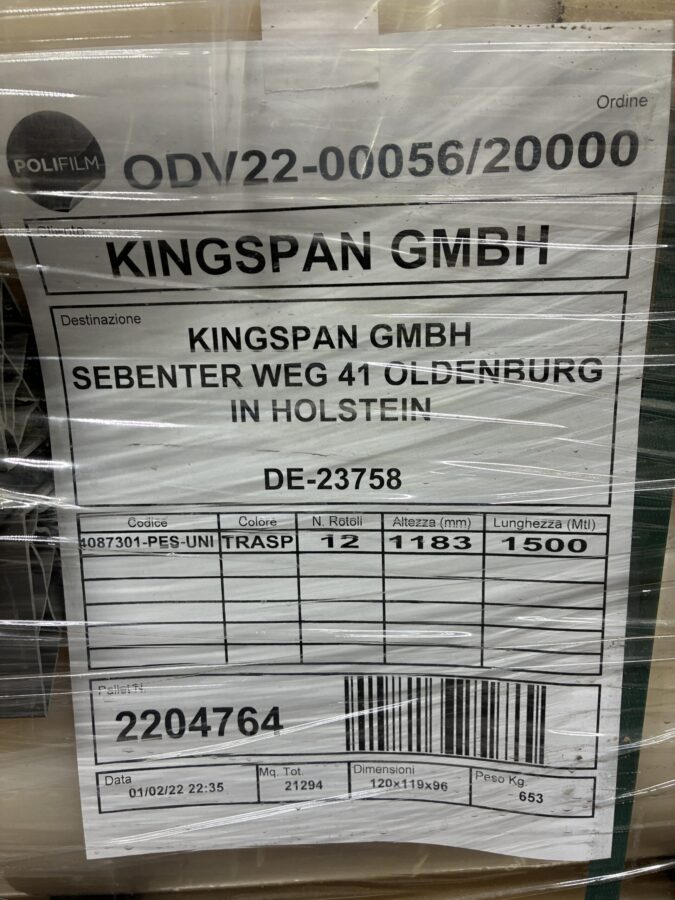 Ordine
POLIFILM
ODV22-00056/20000
Cliente
KINGSPAN GMBH
Destinazione
KINGSPAN GMBH
SEBENTER WEG 41 OLDENBURG
IN HOLSTEIN
DE-23758
Codice Colore N. Rotoli Altezza (mm) Lunghezza (Mtl)
4087301-PES-UNI TRASP 12 1183 1500
Pallet N.
2204764
Data Mq. Tot. Dimensioni Peso Kg.
01/02/22 22:35 21294 120x119x96 653